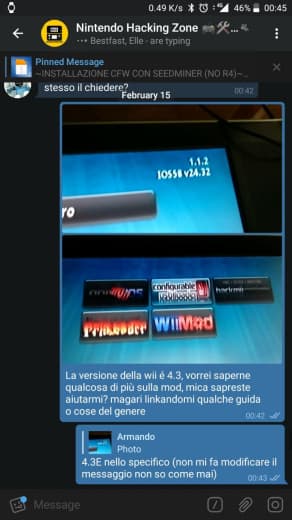 0.49 K/s 46% 00:45
Nintendo Hacking Zone
Bestfast, Elle are typing
Pinned Message
~INSTALLAZIONE CFW CON SEEDMINER (NO R4)~...
stesso il chiedere? 00:42
February 15
1.1.2
IOS58 v24.32
ro
configurable
PriiLoader
WiiMod
La versione della wii é 4.3, vorrei saperne
qualcosa di più sulla mod, mica sapreste
aiutarmi? magari linkandomi qualche guida
o cose del genere
00:42
Armando
Photo
4.3E nello specifico (non mi fa modificare il
messaggio non so come mai)
00:43
Message